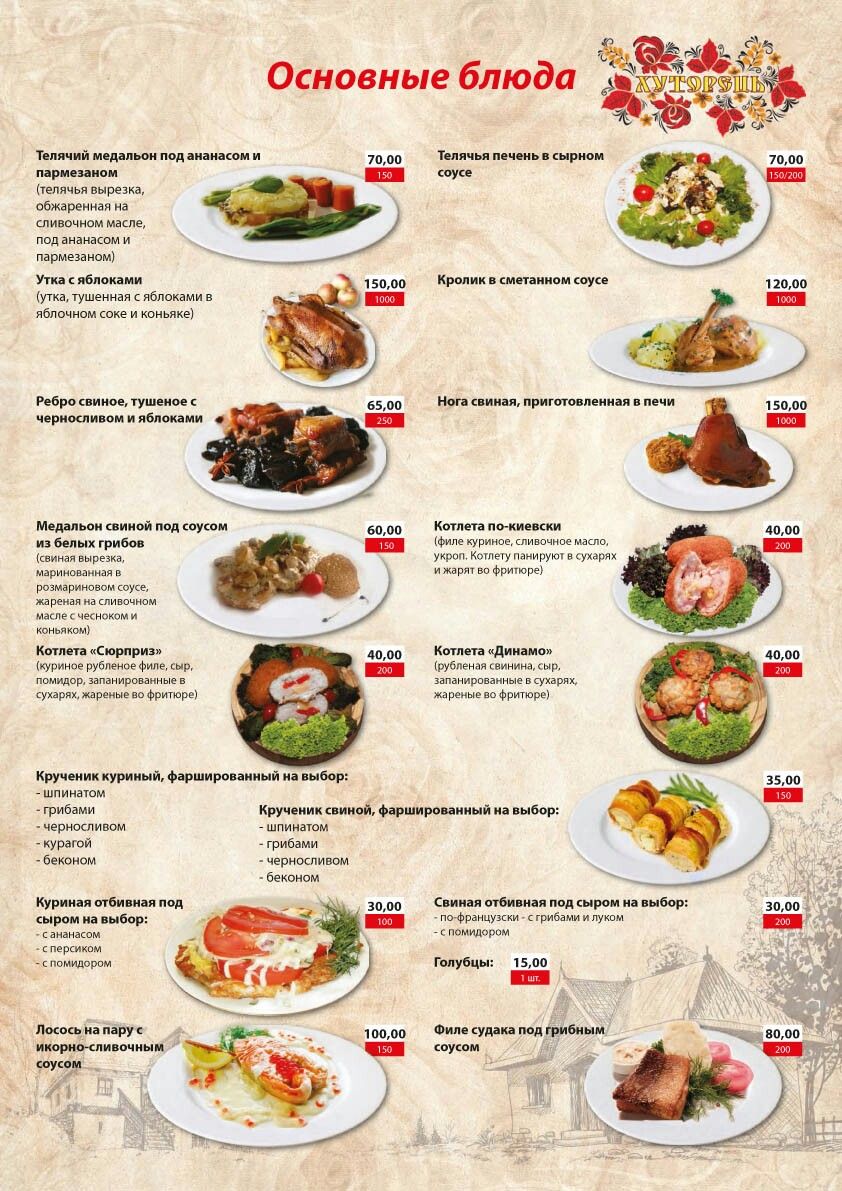 Основные блюда
ХУТОРЕЦЬ
Телячий медальон под ананасом и
пармезаном
(телячья вырезка,
обжаренная на
сливочном масле,
под ананасом и
пармезаном)
70,00
150
Телячья печень в сырном
соусе
70,00
150/200
Утка с яблоками
(утка, тушенная с яблоками в
яблочном соке и коньяке)
150,00
1000
Кролик в сметанном соусе
120,00
1000
Ребро свиное, тушеное с
черносливом и яблоками
65,00
250
Нога свиная, приготовленная в печи
150,00
1000
Медальон свиной под соусом
из белых грибов
(свиная вырезка,
маринованная в
розмариновом соусе,
жареная на сливочном
масле с чесноком и
коньяком)
60,00
150
Котлета по-киевски
(филе куриное, сливочное масло,
укроп. Котлету панируют в сухарях
и жарят во фритюре)
40,00
200
Котлета «Сюрприз»
(куриное рубленое филе, сыр,
помидор, запанированные в
сухарях, жареные во фритюре)
40,00
200
Котлета «Динамо»
(рубленая свинина, сыр,
запанированные в сухарях,
жареные во фритюре)
40,00
200
Крученик куриный, фаршированный на выбор:
- шпинатом
- грибами
- черносливом
- курагой
- беконом
Крученик свиной, фаршированный на выбор:
- шпинатом
- грибами
- черносливом
- беконом
35,00
150
Куриная отбивная под
сыром на выбор:
- с ананасом
- с персиком
- с помидором
30,00
100
Свиная отбивная под сыром на выбор:
- по-французски - с грибами и луком
- с помидором
30,00
200
Голубцы:
15,00
1 шт.
Лосось на пару с
икорно-сливочным
соусом
100,00
150
Филе судака под грибным
соусом
80,00
200